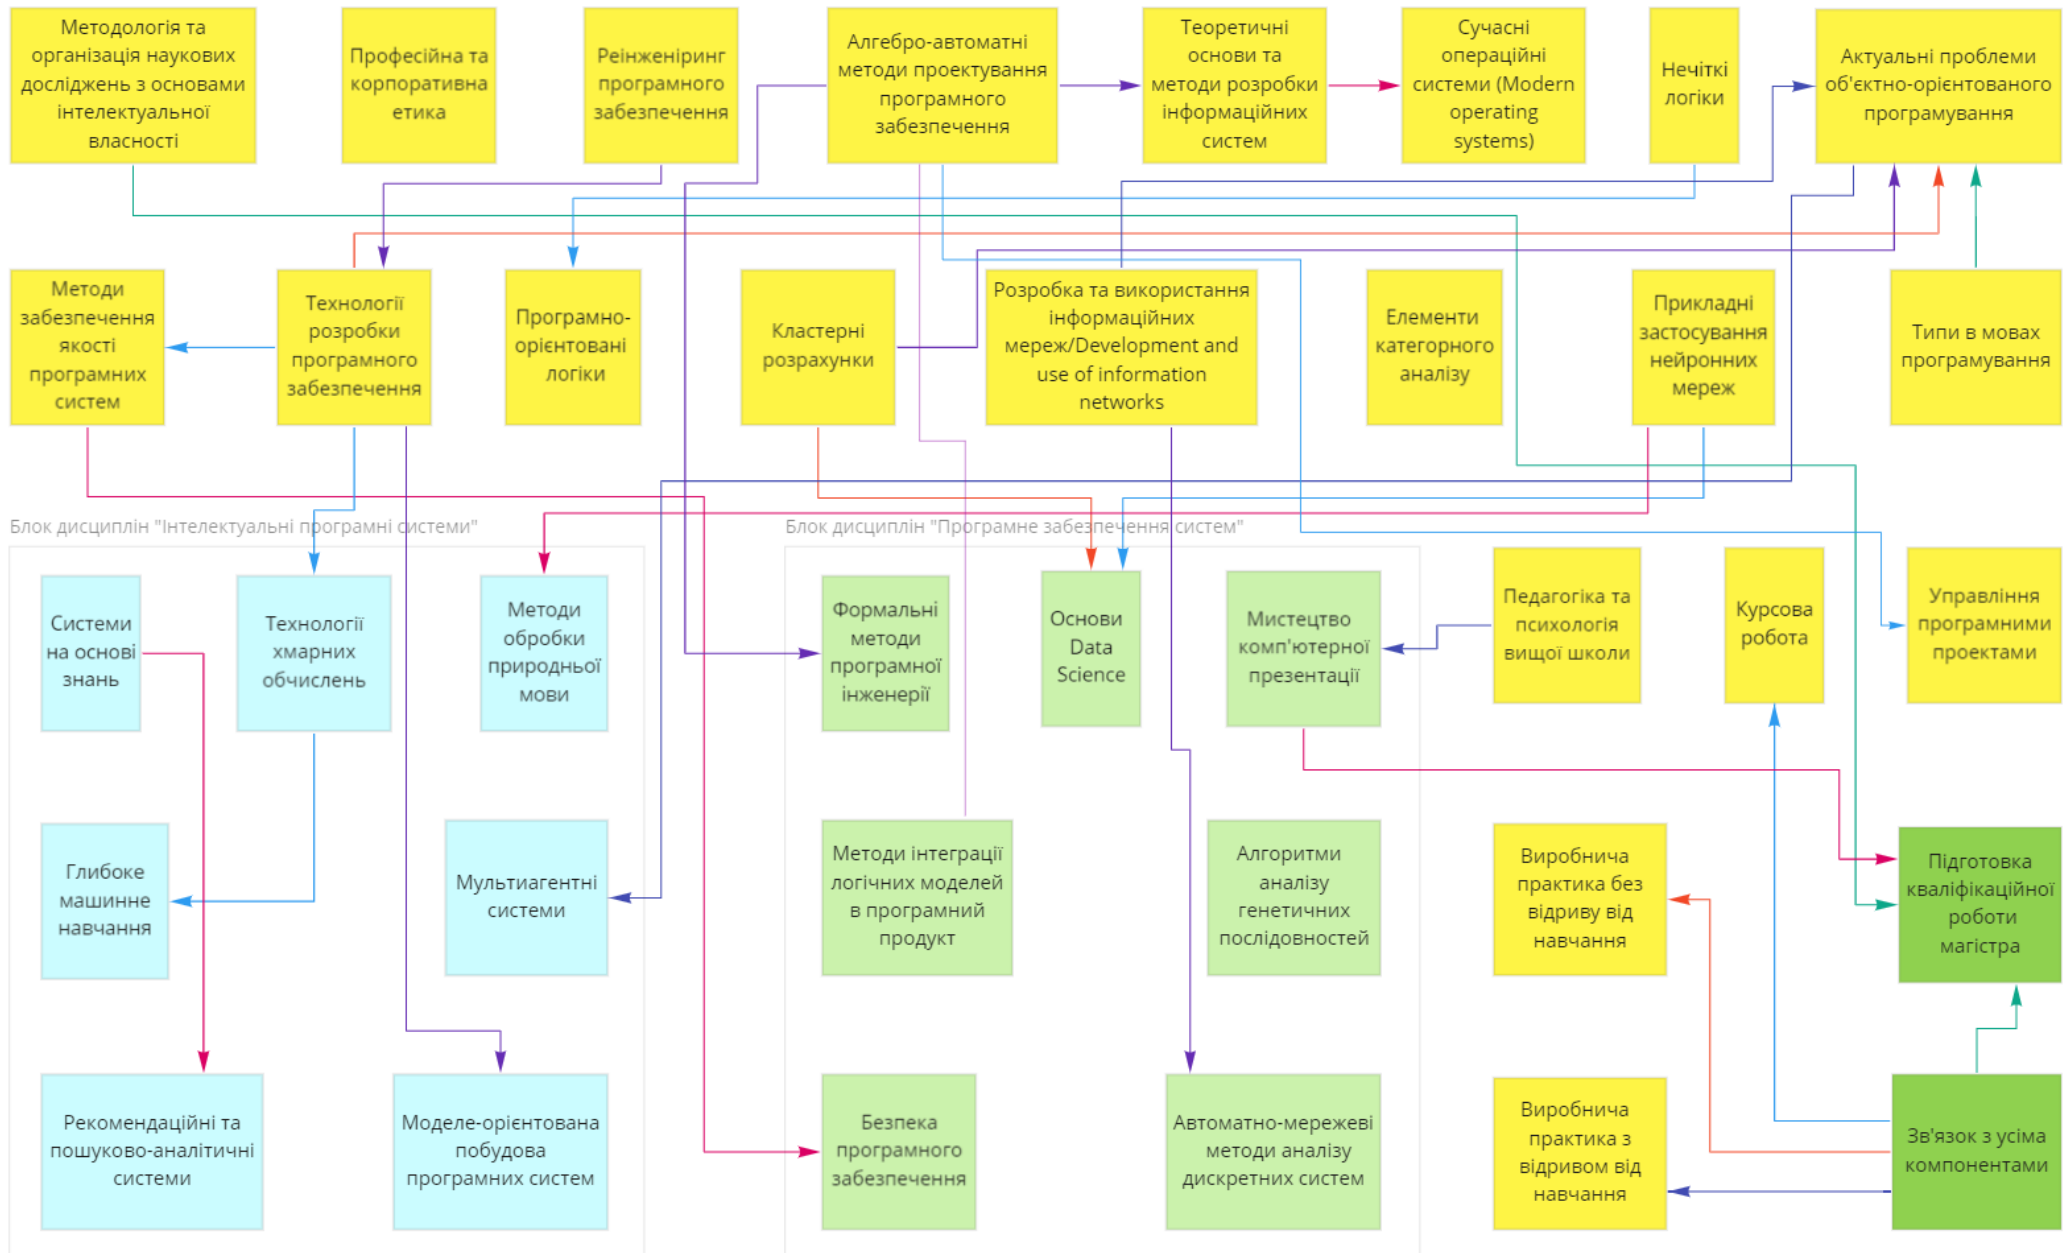 Методологія та
організація наукових
досліджень з основами
інтелектуальної
власності
Професійна та
корпоративна
етика
Реінженіринг
програмного
забезпечення
Алгебро-автоматні
методи проектування
програмного
забезпечення
Теоретичні
основи та
методи розробки
інформаційних
систем
Сучасні
операційні
системи (Modern
operating
systems)
Нечіткі
логіки
Актуальні проблеми
об'єктно-орієнтованого
програмування
Методи
забезпечення
якості
програмних
систем
Технології
розробки
програмного
забезпечення
Програмно-
орієнтовані
логіки
Кластерні
розрахунки
Розробка та використання
інформаційних
мереж/Development and
use of information
networks
Елементи
категорного
аналізу
Прикладні
застосування
нейронних
мереж
Типи в мовах
програмування
Блок дисциплін "Інтелектуальні програмні системи"
Блок дисциплін "Програмне забезпечення систем"
Системи
на основі
знань
Технології
хмарних
обчислень
Методи
обробки
природньої
мови
Формальні
методи
програмної
інженерії
Основи
Data
Science
Мистецтво
комп'ютерної
презентації
Педагогіка та
психологія
вищої школи
Курсова
робота
Управління
програмними
проектами
Глибоке
машинне
навчання
Мультиагентні
системи
Методи інтеграції
логічних моделей
в програмний
продукт
Алгоритми
аналізу
генетичних
послідовностей
Виробнича
практика без
відриву від
навчання
Підготовка
кваліфікаційної
роботи
магістра
Рекомендаційні та
пошуково-аналітичні
системи
Моделе-орієнтована
побудова
програмних систем
Безпека
програмного
забезпечення
Автоматно-мережеві
методи аналізу
дискретних систем
Виробнича
практика з
відривом від
навчання
Зв'язок з усіма
компонентами